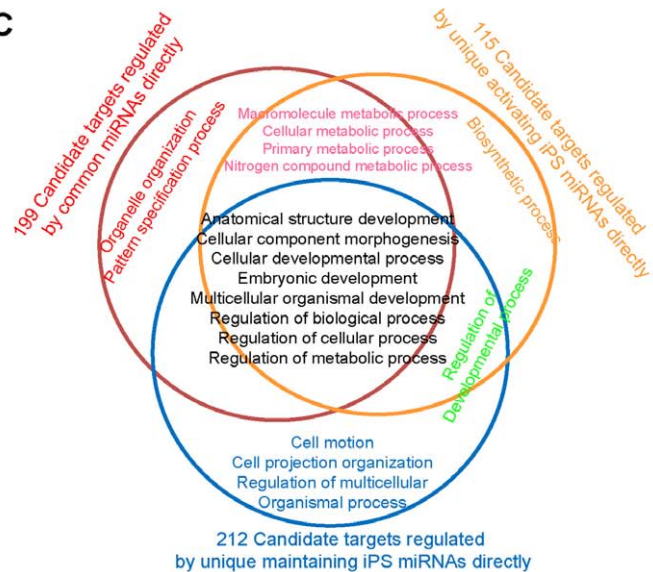 C
199 Candidate targets regulated
by common miRNAs directly
115 Candidate targets regulated
by unique activating iPS miRNAs directly
Organelle organization
Pattern specification process
Macromolecule metabolic process
Cellular metabolic process
Primary metabolic process
Nitrogen compound metabolic process
Biosynthetic process
Anatomical structure development
Cellular component morphogenesis
Cellular developmental process
Embryonic development
Multicellular organismal development
Regulation of biological process
Regulation of cellular process
Regulation of metabolic process
Regulation of
Developmental process
Cell motion
Cell projection organization
Regulation of multicellular
Organismal process
212 Candidate targets regulated
by unique maintaining iPS miRNAs directly